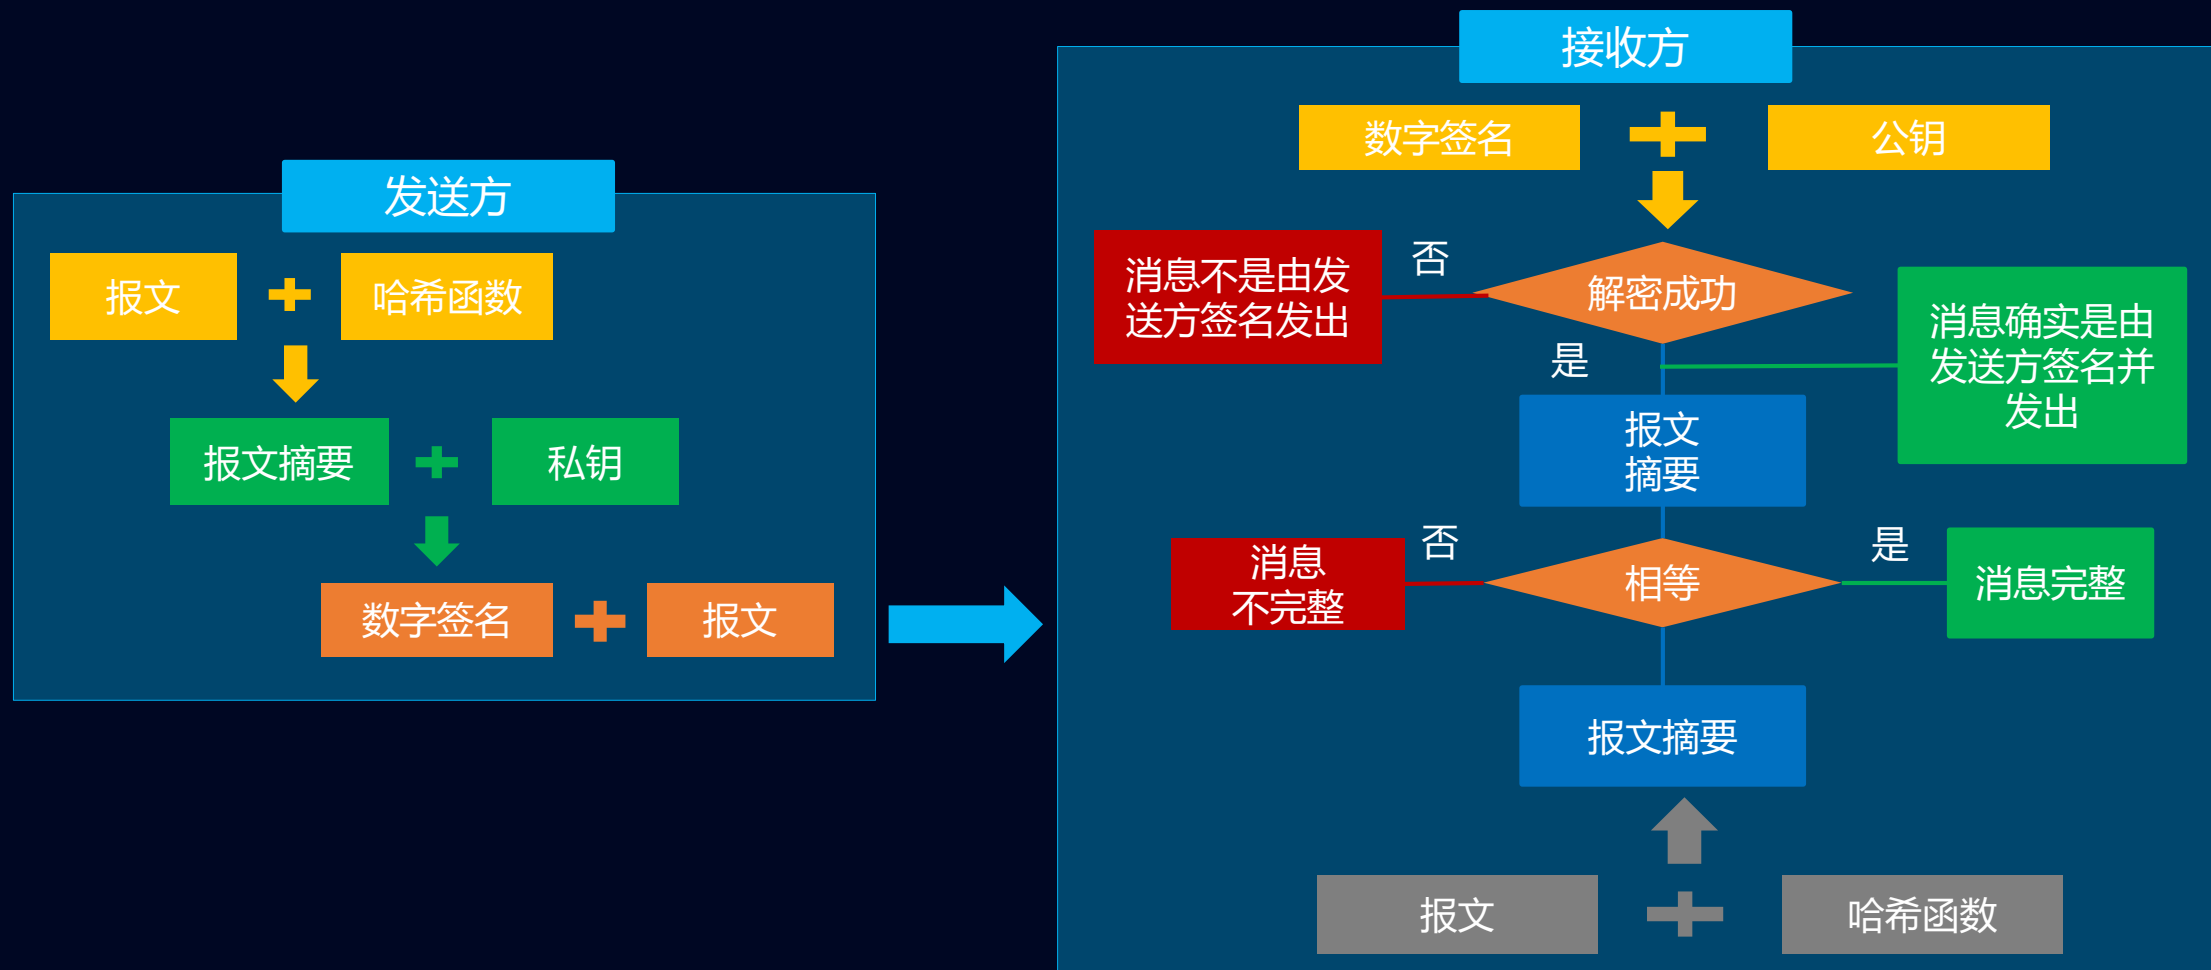 发送方
报文
哈希函数
报文摘要
私钥
数字签名
报文
接收方
数字签名
公钥
消息不是由发
送方签名发出
否
解密成功
是
消息确实是由
发送方签名并
发出
报文
摘要
消息
不完整
否
相等
是
消息完整
报文摘要
报文
哈希函数